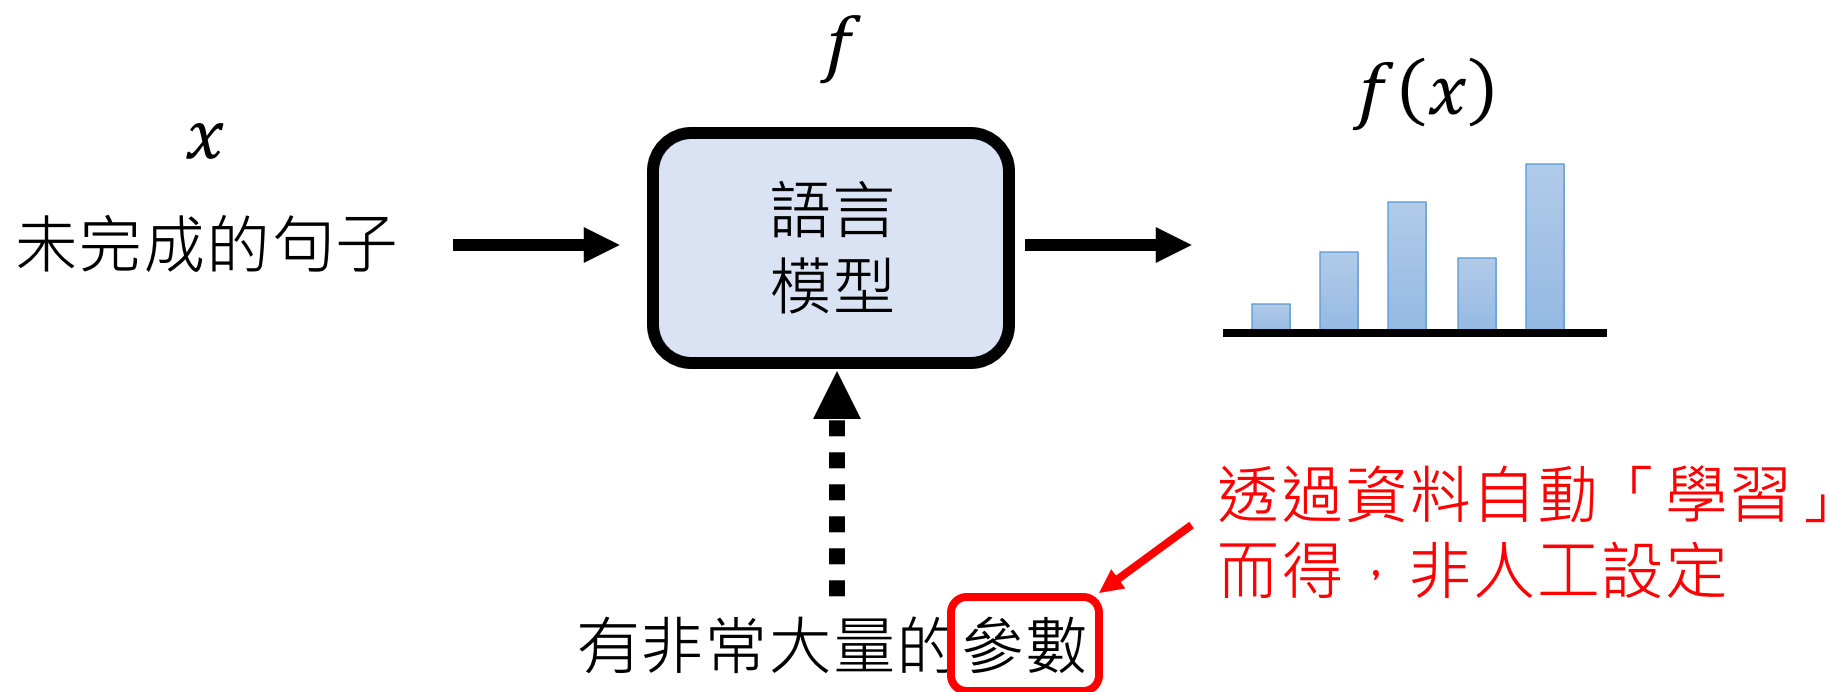 f
f(x)
x
未完成的句子
語言
模型
透過資料自動「學習」
而得，非人工設定
有非常大量的參數